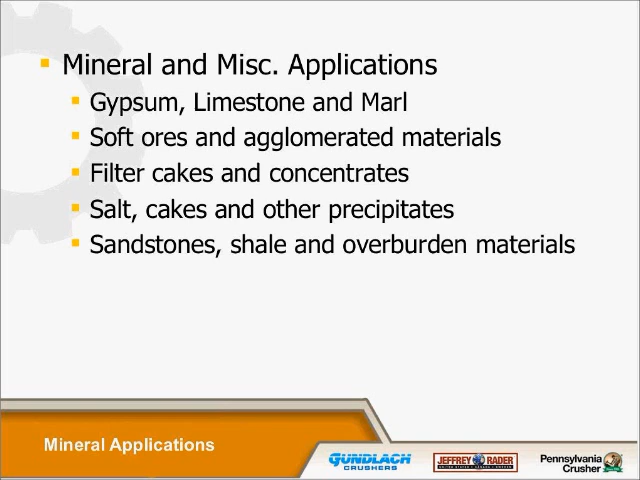 Mineral and Misc. Applications
Gypsum, Limestone and Marl
Soft ores and agglomerated materials
Filter cakes and concentrates
Salt, cakes and other precipitates
Sandstones, shale and overburden materials
Mineral Applications
GUNDLACH
CRUSHERS
JEFFREY RADER
Pennsylvania
Crusher